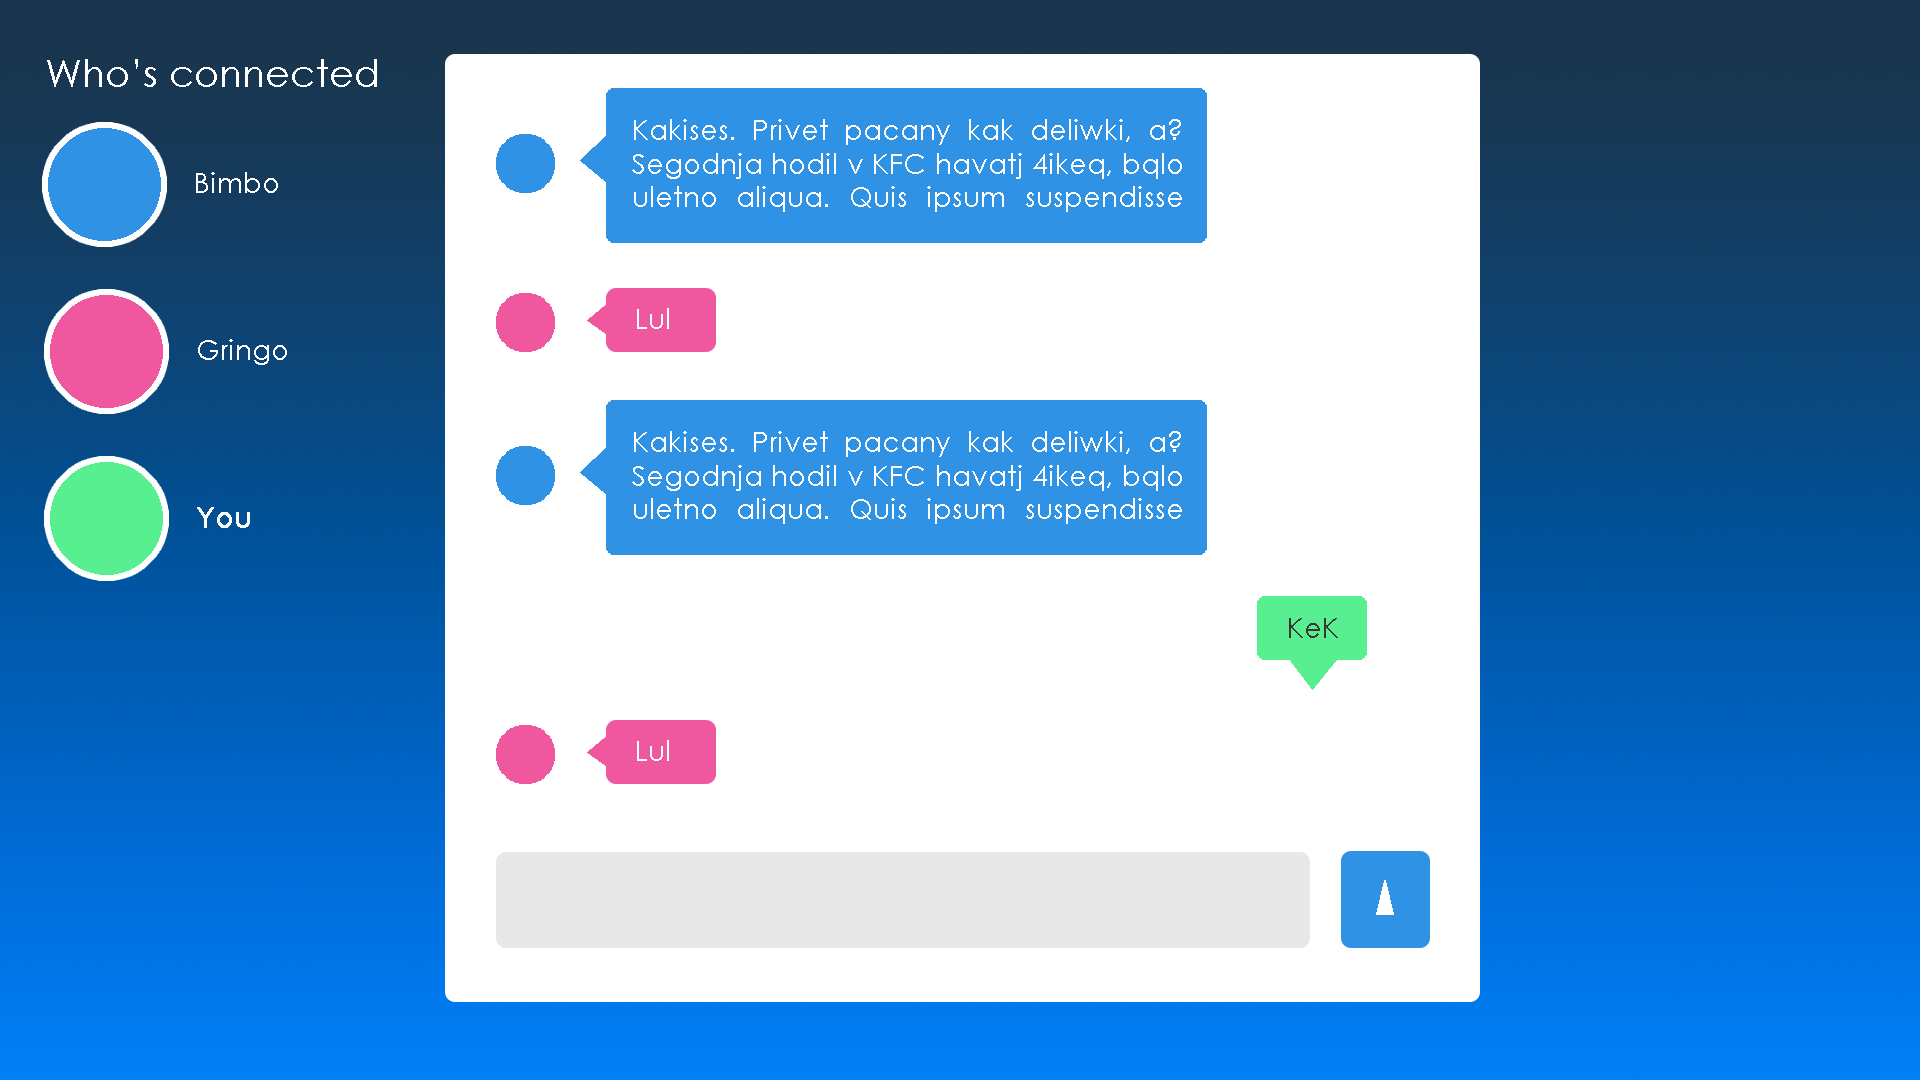 Who's connected
Bimbo
Gringo
You
Kakises. Privet pacany kak deliwki, a?
Segodnja hodil v KFC havatj 4ikeq, bqlo
uletno aliqua. Quis ipsum suspendisse
Lul
Kakises. Privet pacany kak deliwki, a?
Segodnja hodil v KFC havatj 4ikeq, bqlo
uletno aliqua. Quis ipsum suspendisse
KeK
Lul